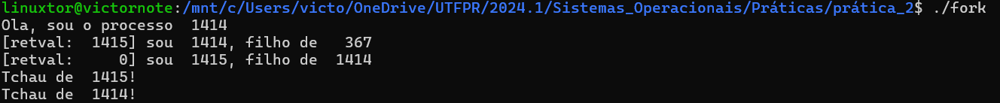 linuxtor@victornote:/mnt/c/Users/victo/OneDrive/UTFPR/2024.1/Sistemas_Operacionais/Práticas/prática_2$ ./fork
Ola, sou o processo  1414
[retval:  1415] sou  1414, filho de   367
[retval:     0] sou  1415, filho de  1414
Tchau de  1415!
Tchau de  1414!